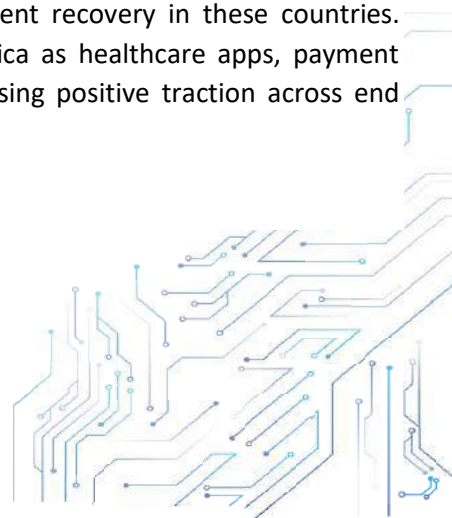 ent recovery in these countries.
ica as healthcare apps, payment
sing positive traction across end